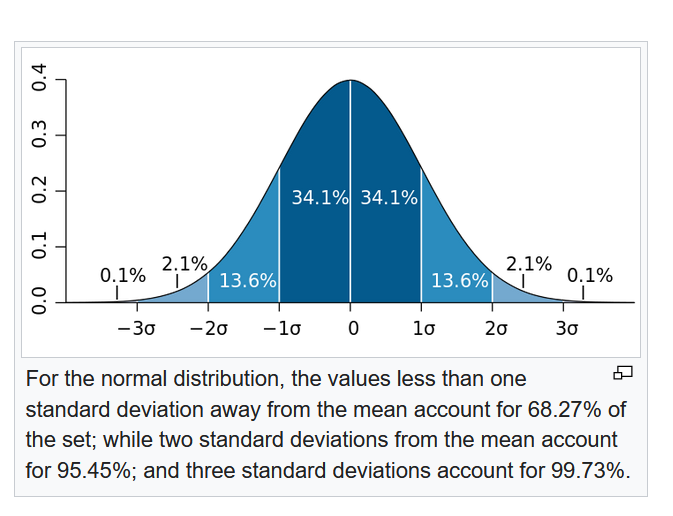 0.4
0.3
0.2
0.1
0.0
34.1% 34.1%
0.1% 2.1% 13.6% 13.6% 2.1% 0.1%
−3σ −2σ −1σ 0 1σ 2σ 3σ
For the normal distribution, the values less than one
standard deviation away from the mean account for 68.27% of
the set; while two standard deviations from the mean account
for 95.45%; and three standard deviations account for 99.73%.